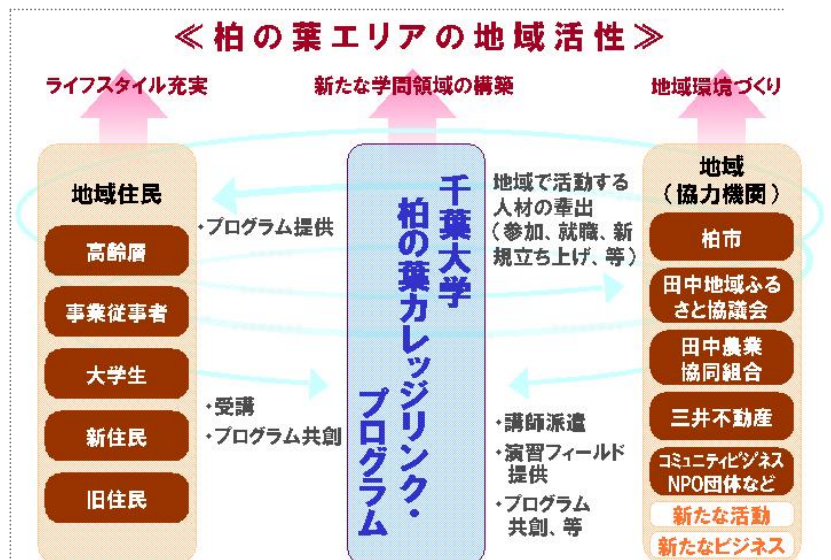 ≪柏の葉エリアの地域活性≫
ライフスタイル充実
新たな学問領域の構築
地域環境づくり
地域住民
高齢層
事業従事者
大学生
新住民
旧住民
・プログラム提供
・受講
・プログラム共創
千葉大学
柏の葉カレッジリンク・
プログラム
地域で活動する
人材の輩出
（参加、就職、新
規立ち上げ、等）
・講師派遣
・演習フィールド
提供
・プログラム
共創、等
地域
（協力機関）
柏市
田中地域ふる
さと協議会
田中農業
協同組合
三井不動産
コミュニティビジネス
NPO団体など
新たな活動
新たなビジネス